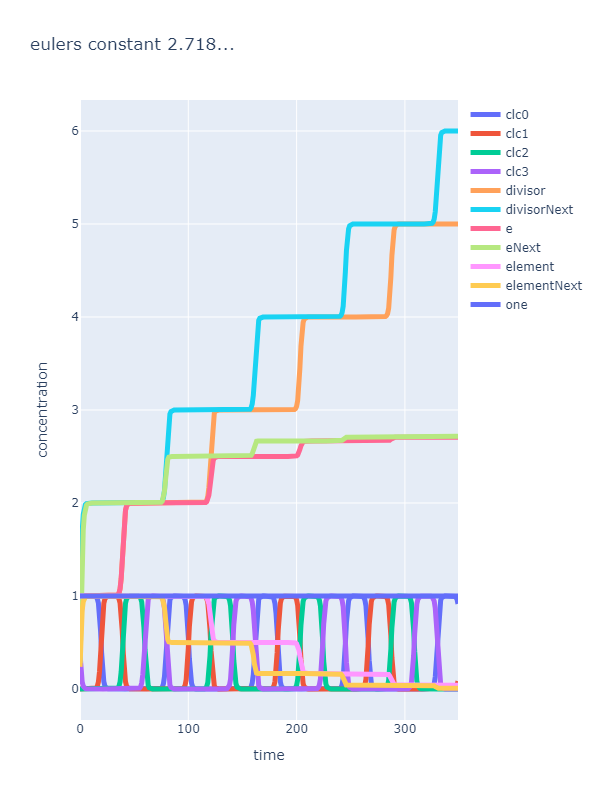 eulers constant 2.718...
clc0
clc1
clc2
clc3
divisor
divisorNext
e
eNext
element
elementNext
one
6
5
4
3
2
1
0
concentration
0 100 200 300
time